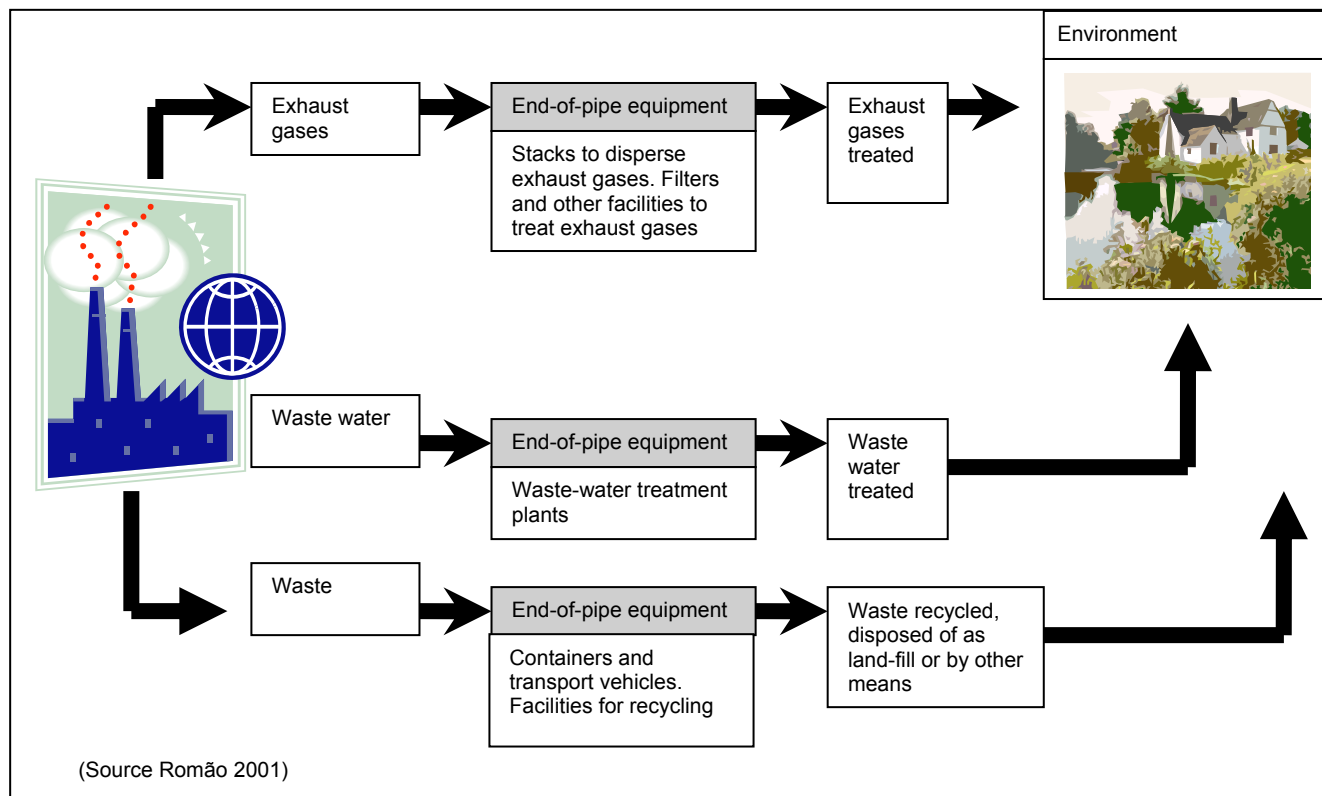 Environment
Exhaust
gases
End-of-pipe equipment
Stacks to disperse
exhaust gases. Filters
and other facilities to
treat exhaust gases
Exhaust
gases
treated
Waste water
End-of-pipe equipment
Waste-water treatment
plants
Waste
water
treated
Waste
End-of-pipe equipment
Containers and
transport vehicles.
Facilities for recycling
Waste recycled,
disposed of as
land-fill or by other
means
(Source Romão 2001)